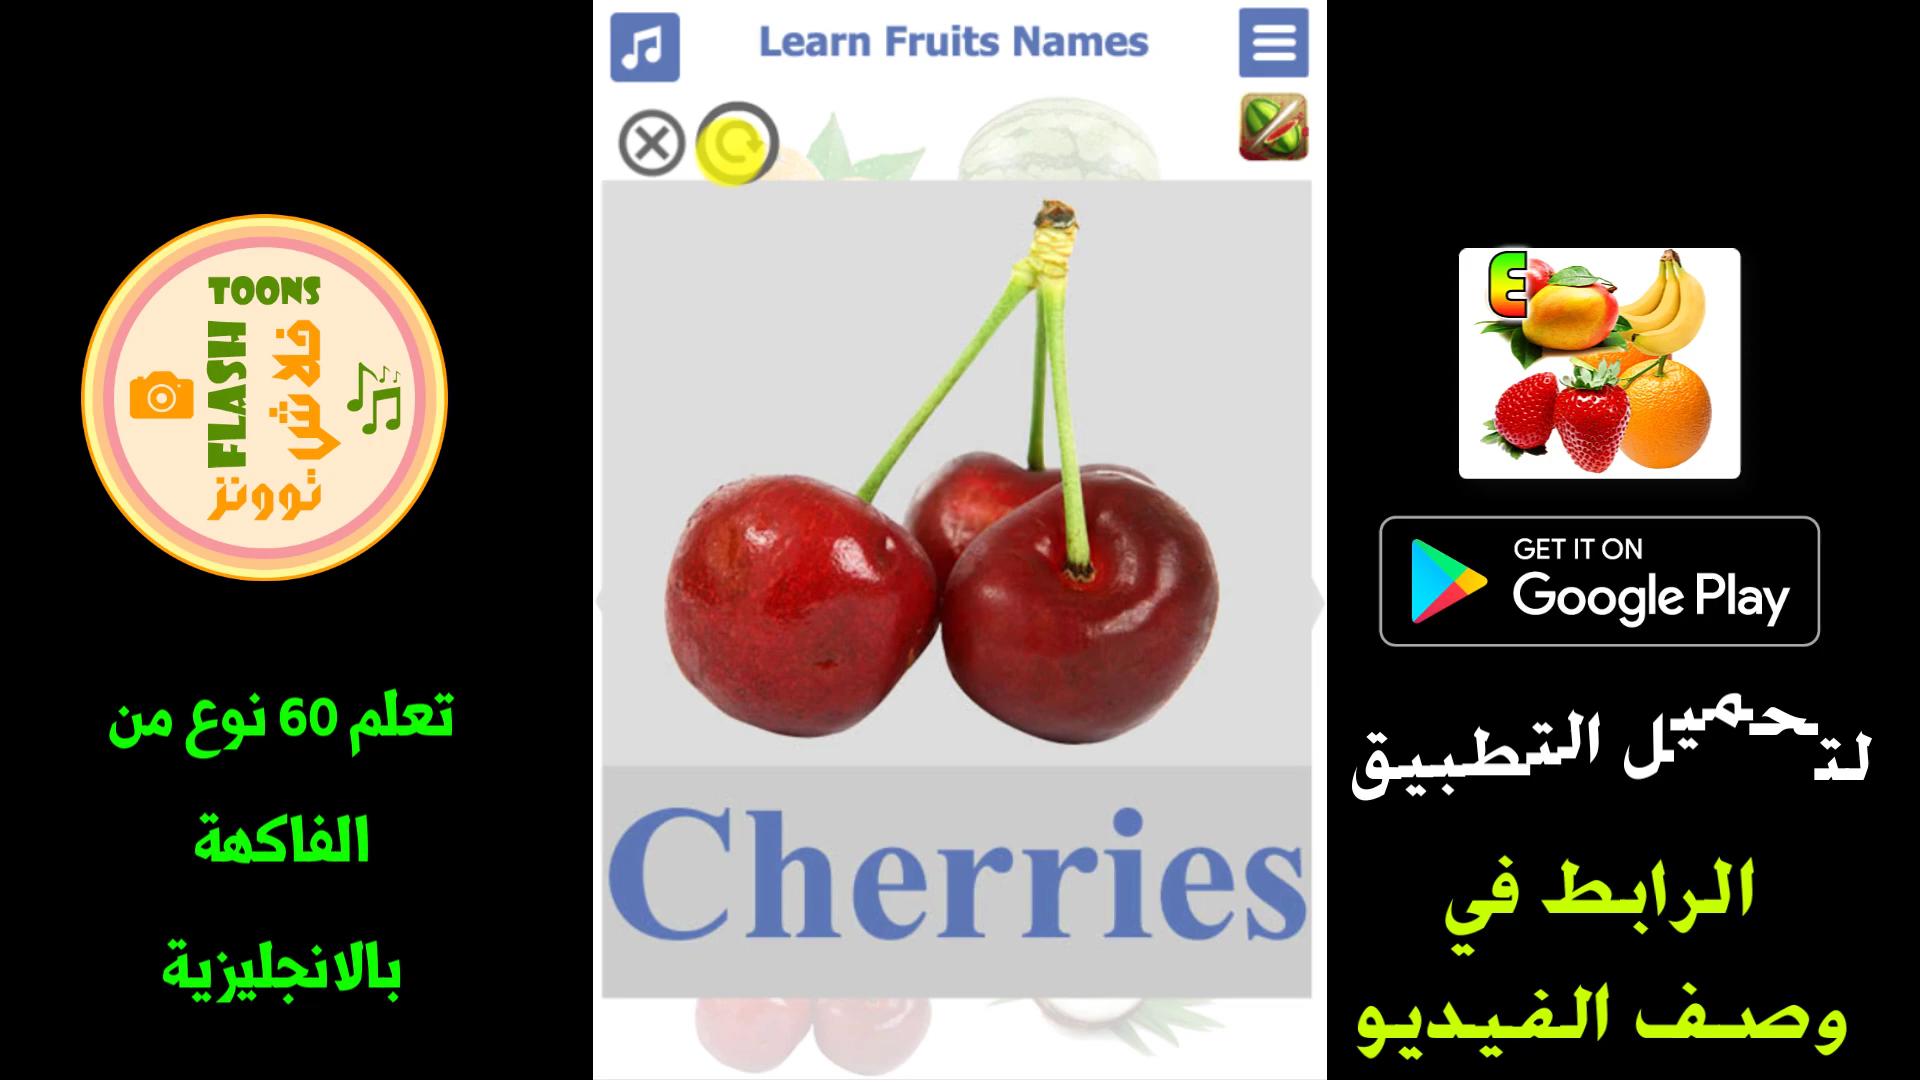 Learn Fruits Names
TOONS
FLASH
فلاش
توونز
تعلم 60 نوع من
الفاكهة
بالانجليزية
Cherries
E
GET IT ON
Google Play
لتحميل التطبيق
الرابط في
وصف الفيديو